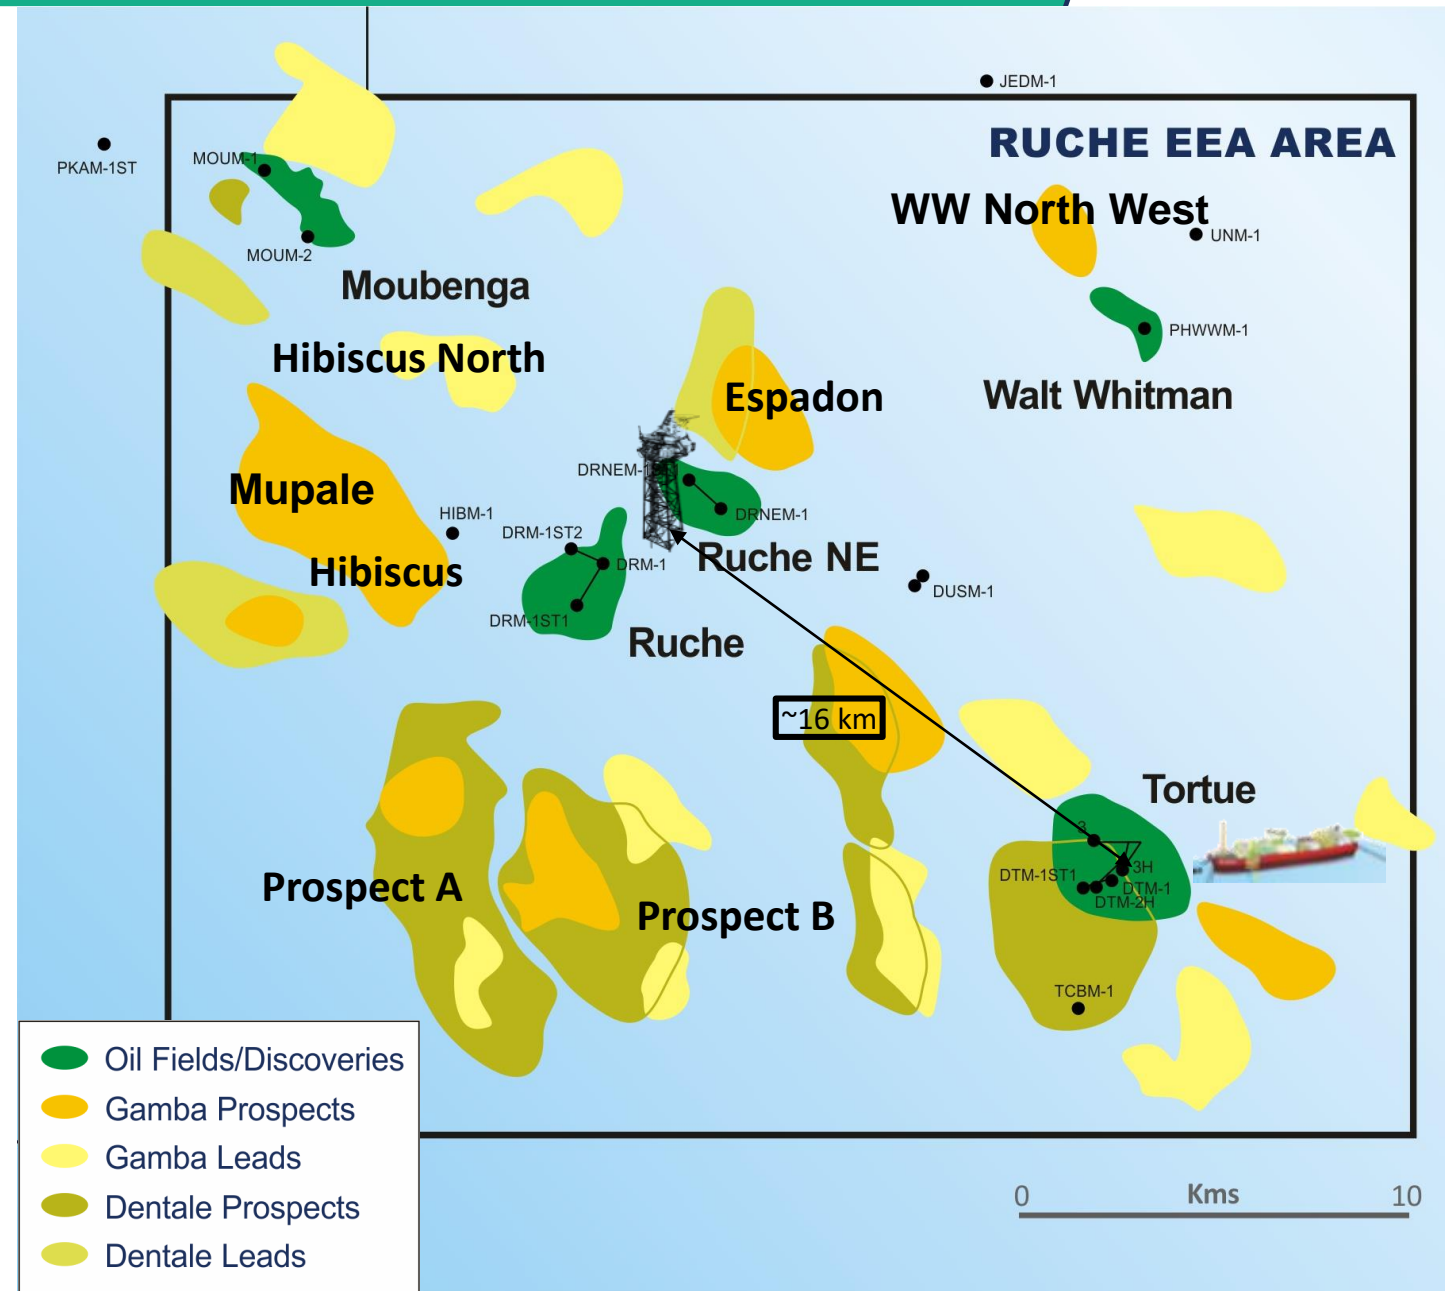 JEDM-1
RUCHE EEA AREA
PKAM-1ST
MOUM-1
WW North West
UNM-1
MOUM-2
Moubenga
PHWWM-1
Hibiscus North
Espadon
Walt Whitman
Mupale
DRNEM-1
HIBM-1
DRNEM-1
DRM-1ST2
Ruche NE
DRM-1
Hibiscus
DUSM-1
DRM-1ST1
Ruche
~16 km
Tortue
3
3H
DTM-1ST1
DTM-1
DTM-2H
Prospect A
Prospect B
TCBM-1
Oil Fields/Discoveries
Gamba Prospects
Gamba Leads
Dentale Prospects
Dentale Leads
0 Kms 10